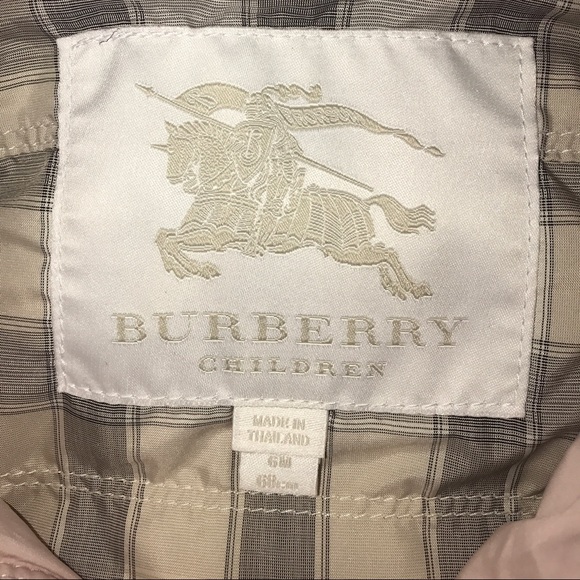 BURBERRY
CHILDREN
MADE IN
THAILAND
6M
68cm